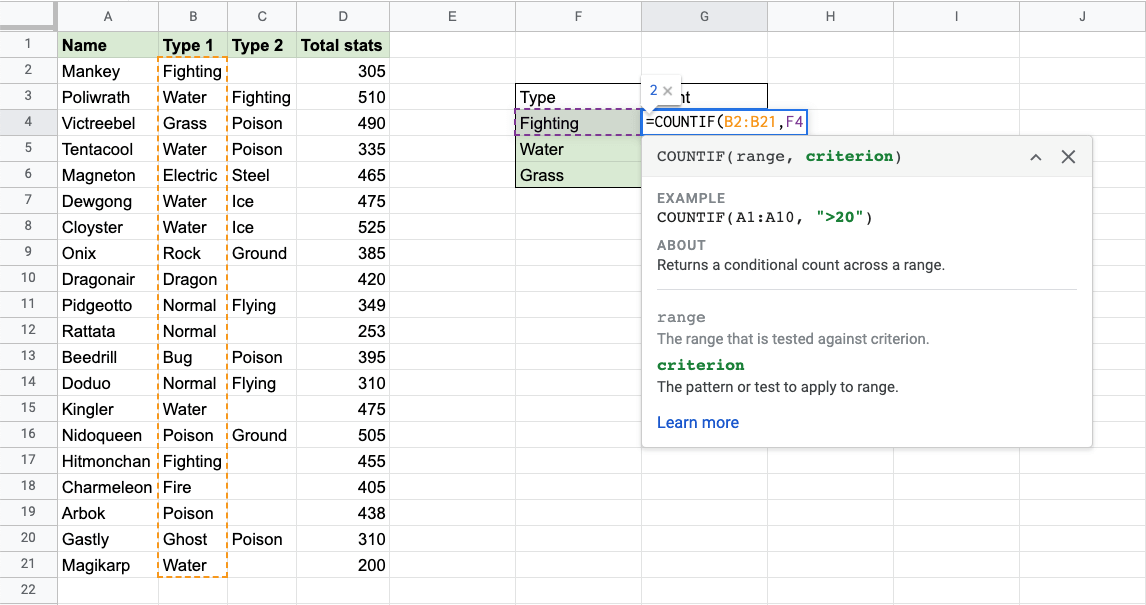 A B C D E F G H I J
1 Name Type 1 Type 2 Total stats
2 Mankey Fighting 305
3 Poliwrath Water Fighting 510 Type 2 × nt
4 Victreebel Grass Poison 490 Fighting =COUNTIF(B2:B21,F4
5 Tentacool Water Poison 335 Water COUNTIF(range, criterion)
6 Magneton Electric Steel 465 Grass
EXAMPLE
7 Dewgong Water Ice 475
COUNTIF(A1:A10, ">20")
8 Cloyster Water Ice 525
ABOUT
9 Onix Rock Ground 385
Returns a conditional count across a range.
10 Dragonair Dragon 420
11 Pidgeotto Normal Flying 349
range
12 Rattata Normal 253
The range that is tested against criterion.
13 Beedrill Bug Poison 395
criterion
14 Doduo Normal Flying 310
The pattern or test to apply to range.
15 Kingler Water 475
Learn more
16 Nidoqueen Poison Ground 505
17 Hitmonchan Fighting 455
18 Charmeleon Fire 405
19 Arbok Poison 438
20 Gastly Ghost Poison 310
21 Magikarp Water 200
22